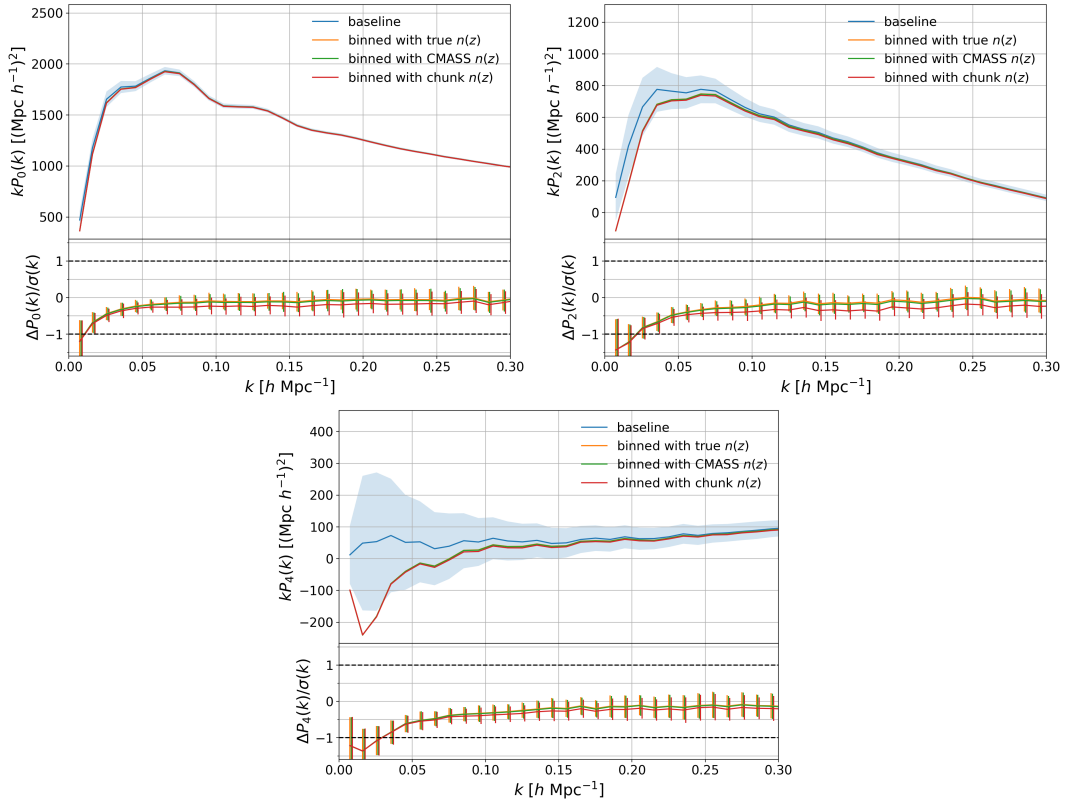 2500
2000
1500
1000
500
kP₀(k) [(Mpc h⁻¹)²]
baseline
binned with true n(z)
binned with CMASS n(z)
binned with chunk n(z)
1
0
−1
ΔP₀(k)/σ(k)
0.00 0.05 0.10 0.15 0.20 0.25 0.30
k [h Mpc⁻¹]
1200
1000
800
600
400
200
0
kP₂(k) [(Mpc h⁻¹)²]
baseline
binned with true n(z)
binned with CMASS n(z)
binned with chunk n(z)
1
0
−1
ΔP₂(k)/σ(k)
0.00 0.05 0.10 0.15 0.20 0.25 0.30
k [h Mpc⁻¹]
400
300
200
100
0
−100
−200
kP₄(k) [(Mpc h⁻¹)²]
baseline
binned with true n(z)
binned with CMASS n(z)
binned with chunk n(z)
1
0
−1
ΔP₄(k)/σ(k)
0.00 0.05 0.10 0.15 0.20 0.25 0.30
k [h Mpc⁻¹]